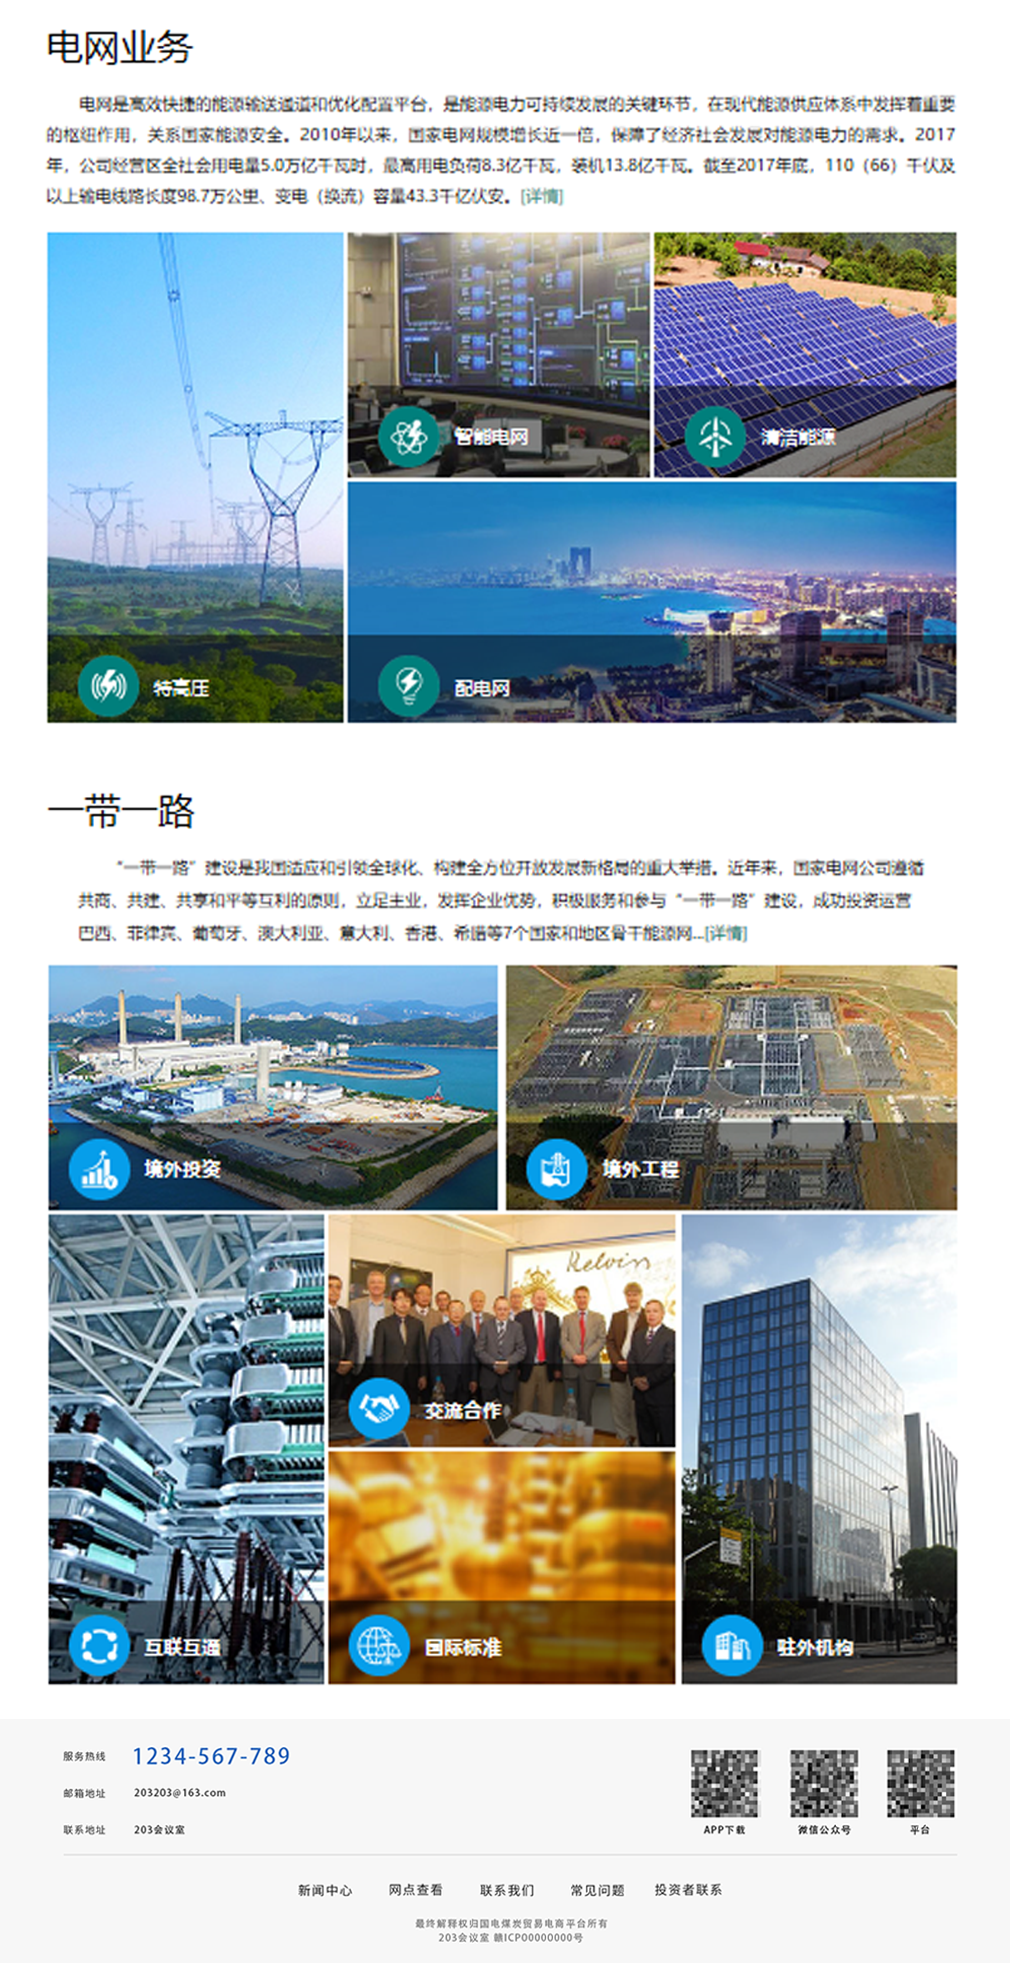 电网业务
电网是高效快捷的能源输送通道和优化配置平台，是能源电力可持续发展的关键环节，在现代能源供应体系中发挥着重要
的枢纽作用，关系国家能源安全。2010年以来，国家电网规模增长近一倍，保障了经济社会发展对能源电力的需求。2017
年，公司经营区全社会用电量5.0万亿千瓦时，最高用电负荷8.3亿千瓦，装机13.8亿千瓦。截至2017年底，110（66）千伏及
以上输电线路长度98.7万公里、变电（换流）容量43.3千亿伏安。[详情]
智能电网
清洁能源
特高压
配电网
一带一路
“一带一路”建设是我国适应和引领全球化、构建全方位开放发展新格局的重大举措。近年来，国家电网公司遵循
共商、共建、共享和平等互利的原则，立足主业，发挥企业优势，积极服务和参与“一带一路”建设，成功投资运营
巴西、菲律宾、葡萄牙、澳大利亚、意大利、香港、希腊等7个国家和地区骨干能源网...[详情]
境外投资
境外工程
Kelvin
交流合作
互联互通
国际标准
驻外机构
服务热线 1234-567-789
邮箱地址 203203@163.com
联系地址 203会议室
APP下载 微信公众号 平台
新闻中心 网点查看 联系我们 常见问题 投资者联系
最终解释权归国电煤炭贸易电商平台所有
203会议室 赣ICP00000000号